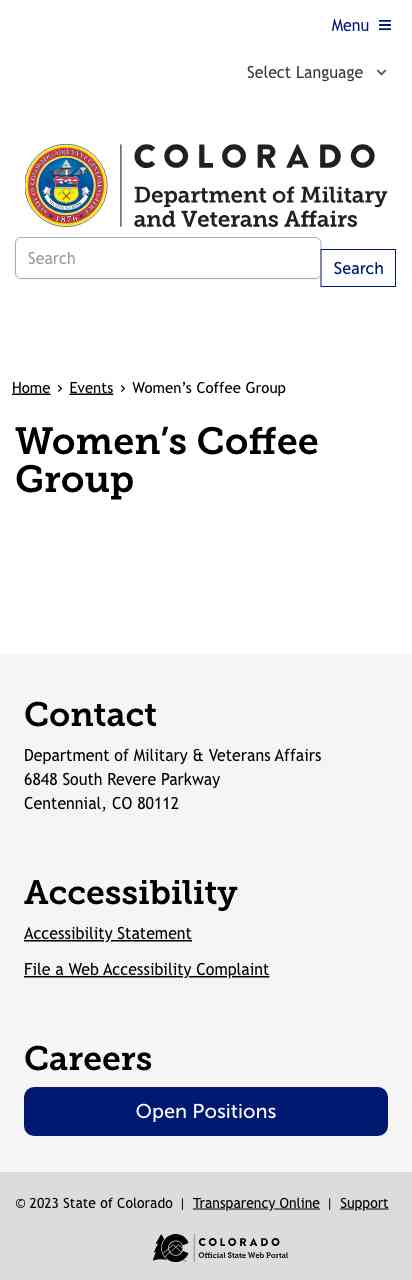 Menu
Select Language
COLORADO
Department of Military
and Veterans Affairs
1876
Search
Search
Home > Events > Women’s Coffee Group
Women’s Coffee
Group
Contact
Department of Military & Veterans Affairs
6848 South Revere Parkway
Centennial, CO 80112
Accessibility
Accessibility Statement
File a Web Accessibility Complaint
Careers
Open Positions
© 2023 State of Colorado | Transparency Online | Support
COLORADO
Official State Web Portal